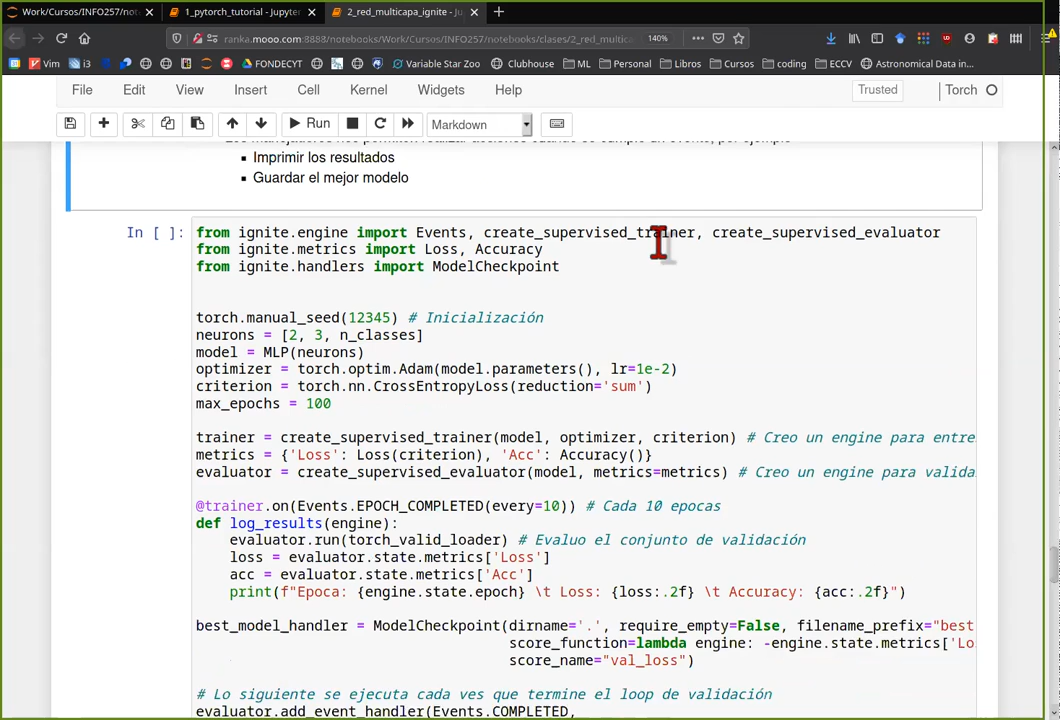 Work/Cursos/INFO257/not
1_pytorch_tutorial - Jupyter
2_red_multicapa_ignite - Ju
ranka.mooo.com:8888/notebooks/Work/Cursos/INFO257/notebooks/clases/2_red_multica
140%
Vim
i3
FONDECYT
Variable Star Zoo
Clubhouse
ML
Personal
Libros
Cursos
coding
ECCV
Astronomical Data in...
File Edit View Insert Cell Kernel Widgets Help
Trusted
Torch
Run
Markdown
Imprimir los resultados
Guardar el mejor modelo
In [ ]:
from ignite.engine import Events, create_supervised_trainer, create_supervised_evaluator
from ignite.metrics import Loss, Accuracy
from ignite.handlers import ModelCheckpoint
torch.manual_seed(12345) # Inicialización
neurons = [2, 3, n_classes]
model = MLP(neurons)
optimizer = torch.optim.Adam(model.parameters(), lr=1e-2)
criterion = torch.nn.CrossEntropyLoss(reduction='sum')
max_epochs = 100
trainer = create_supervised_trainer(model, optimizer, criterion) # Creo un engine para entre
metrics = {'Loss': Loss(criterion), 'Acc': Accuracy()}
evaluator = create_supervised_evaluator(model, metrics=metrics) # Creo un engine para valida
@trainer.on(Events.EPOCH_COMPLETED(every=10)) # Cada 10 epocas
def log_results(engine):
evaluator.run(torch_valid_loader) # Evaluo el conjunto de validación
loss = evaluator.state.metrics['Loss']
acc = evaluator.state.metrics['Acc']
print(f"Epoca: {engine.state.epoch} \t Loss: {loss:.2f} \t Accuracy: {acc:.2f}")
best_model_handler = ModelCheckpoint(dirname='.', require_empty=False, filename_prefix="best
score_function=lambda engine: -engine.state.metrics['Lo
score_name="val_loss")
# Lo siguiente se ejecuta cada ves que termine el loop de validación
evaluator.add_event_handler(Events.COMPLETED,